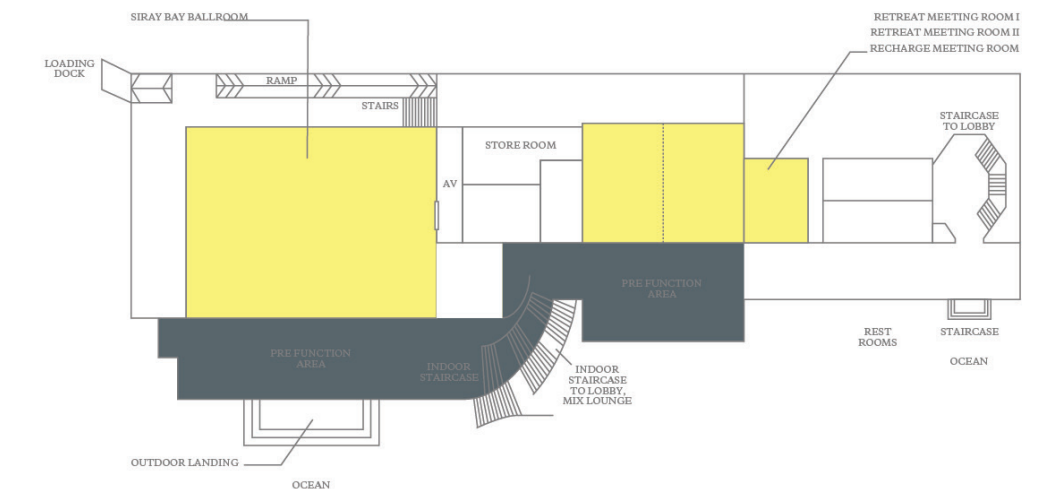 SIRAY BAY BALLROOM
RETREAT MEETING ROOM I
RETREAT MEETING ROOM II
RECHARGE MEETING ROOM
LOADING
DOCK
RAMP
STAIRS
STAIRCASE
TO LOBBY
STORE ROOM
AV
PRE FUNCTION
AREA
PRE FUNCTION
AREA
INDOOR
STAIRCASE
INDOOR
STAIRCASE
TO LOBBY,
MIX LOUNGE
REST
ROOMS
STAIRCASE
OCEAN
OUTDOOR LANDING
OCEAN